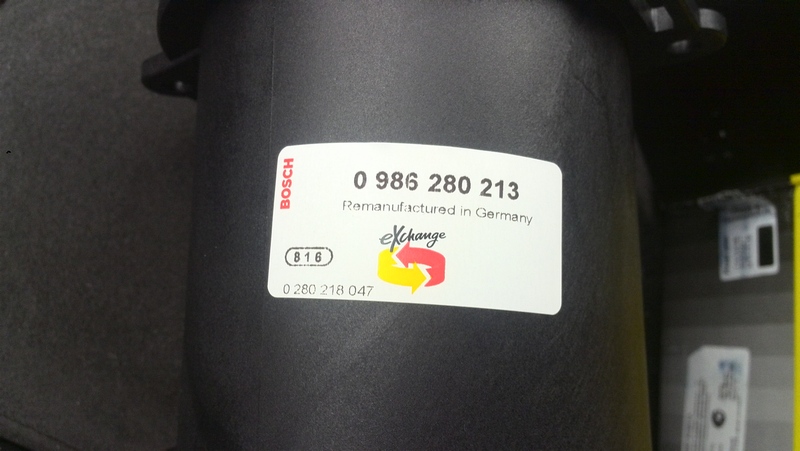 BOSCH
0 986 280 213
Remanufactured in Germany
eXchange
816
0 280 218 047